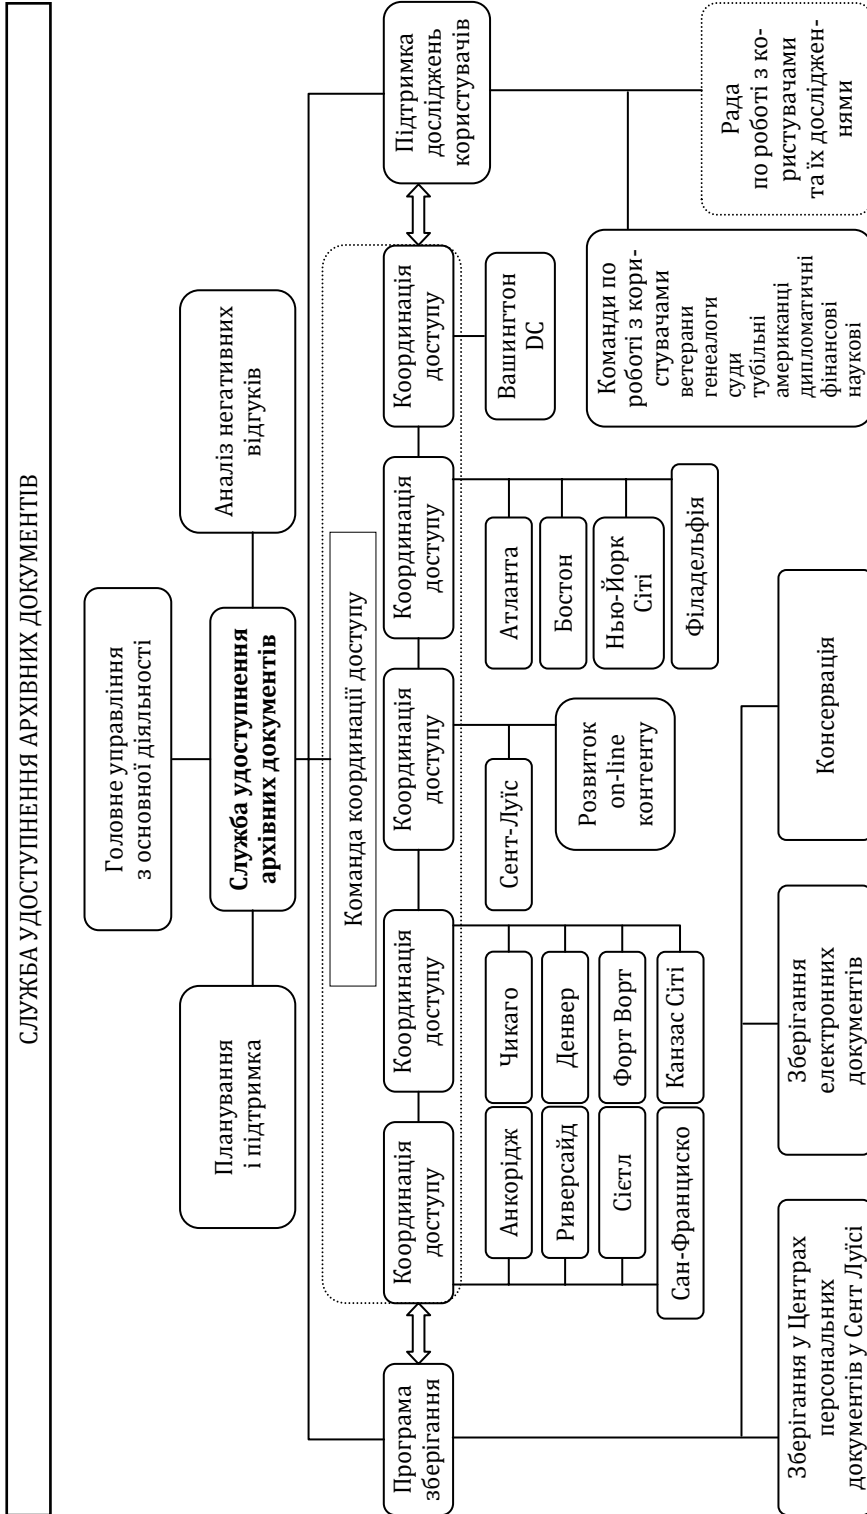 СЛУЖБА УДОСТУПНЕННЯ АРХІВНИХ ДОКУМЕНТІВ
Головне управління
з основної діяльності
Планування
і підтримка
Служба удоступнення
архівних документів
Аналіз негативних
відгуків
Команда координації доступу
Програма
зберігання
Координація
доступу
Координація
доступу
Координація
доступу
Координація
доступу
Координація
доступу
Підтримка
досліджень
користувачів
Анкорідж
Риверсайд
Сієтл
Сан-Франциско
Чикаго
Денвер
Форт Ворт
Канзас Сіті
Сент-Луїс
Розвиток
on-line
контенту
Атланта
Бостон
Нью-Йорк
Сіті
Філадельфія
Вашингтон
DC
Команди по
роботі з кори-
стувачами
ветерани
генеалоги
суди
тубільні
американці
дипломатичні
фінансові
наукові
Рада
по роботі з ко-
ристувачами
та їх досліджен-
нями
Зберігання у Центрах
персональних
документів у Сент Луїсі
Зберігання
електронних
документів
Консервація